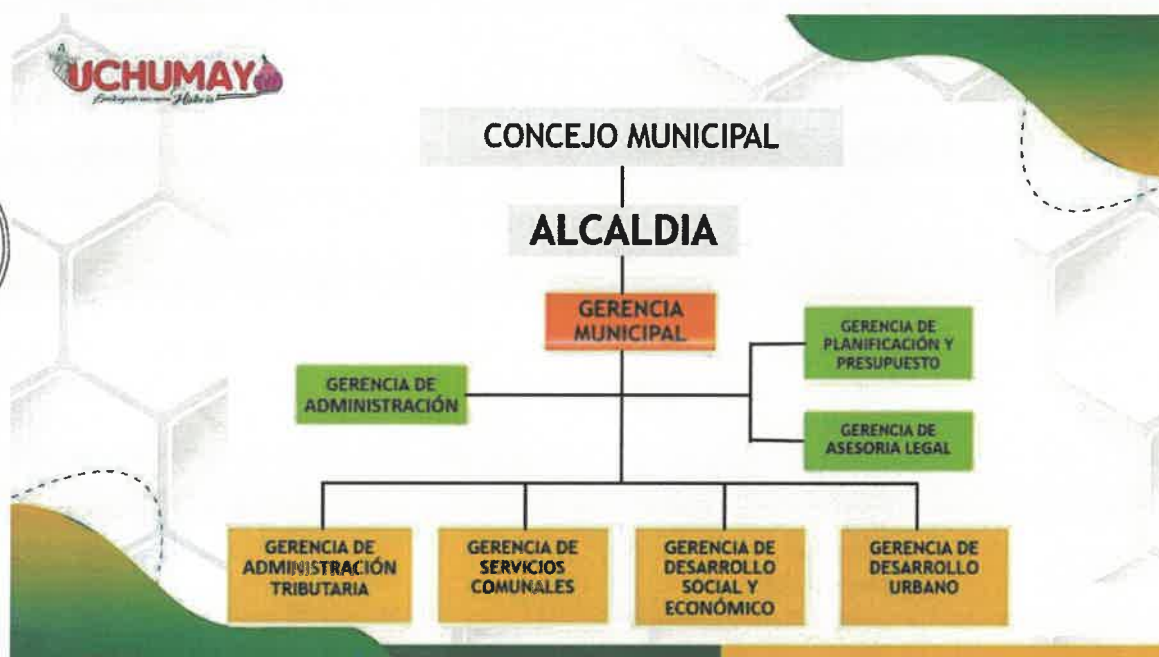 UCHUMAYO
CONCEJO MUNICIPAL
ALCALDIA
GERENCIA
MUNICIPAL
GERENCIA DE
PLANIFICACIÓN Y
PRESUPUESTO
GERENCIA DE
ADMINISTRACIÓN
GERENCIA DE
ASESORIA LEGAL
GERENCIA DE
ADMINISTRACIÓN
TRIBUTARIA
GERENCIA DE
SERVICIOS
COMUNALES
GERENCIA DE
DESARROLLO
SOCIAL Y
ECONÓMICO
GERENCIA DE
DESARROLLO
URBANO